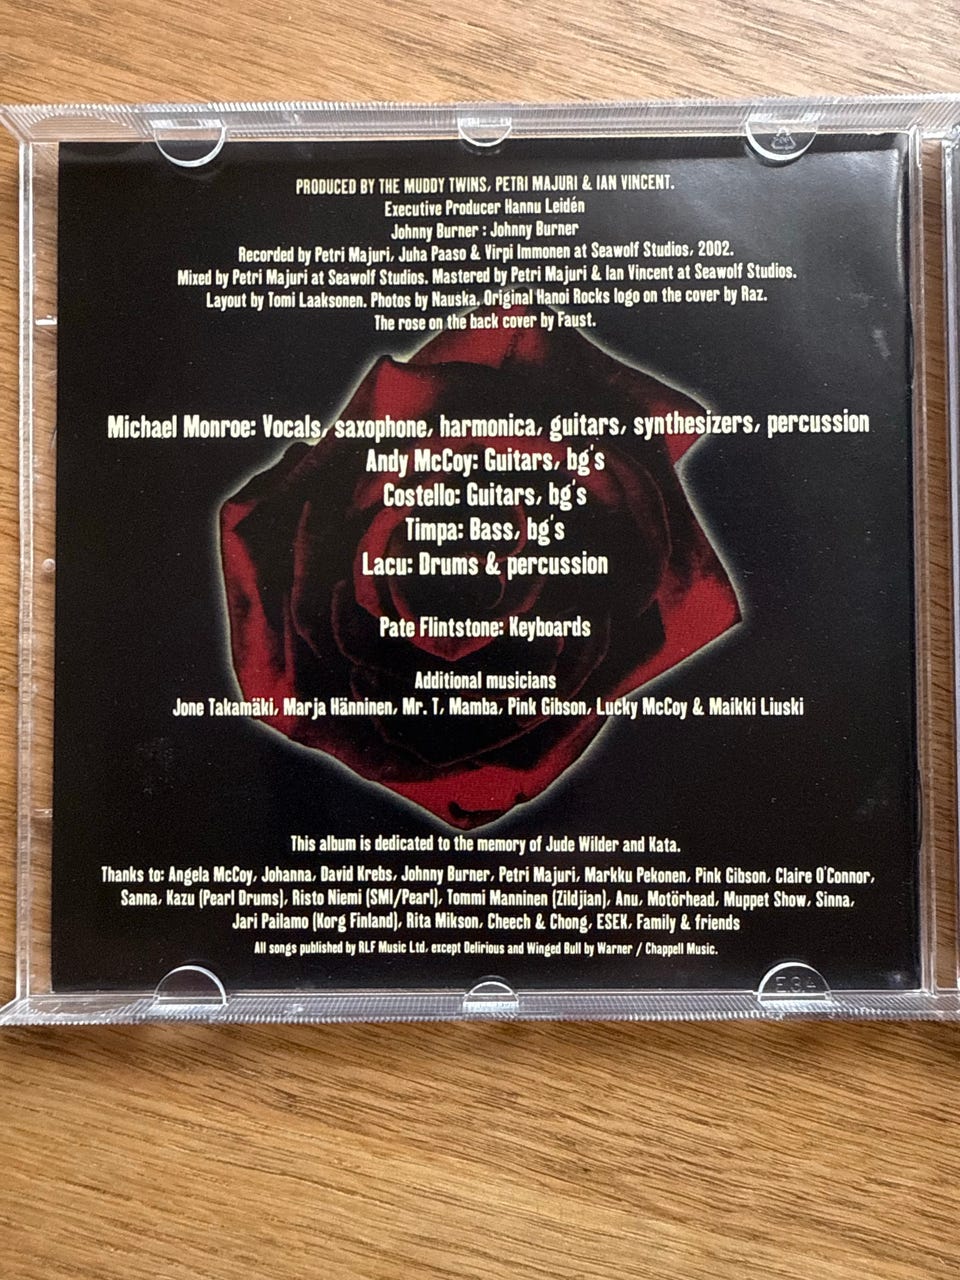 PRODUCED BY THE MUDDY TWINS, PETRI MAJURI & IAN VINCENT.
Executive Producer Hannu Leidén
Johnny Burner : Johnny Burner
Recorded by Petri Majuri, Juha Paaso & Virpi Immonen at Seawolf Studios, 2002.
Mixed by Petri Majuri at Seawolf Studios. Mastered by Petri Majuri & Ian Vincent at Seawolf Studios.
Layout by Tomi Laaksonen. Photos by Nauska, Original Hanoi Rocks logo on the cover by Raz.
The rose on the back cover by Faust.
Michael Monroe: Vocals, saxophone, harmonica, guitars, synthesizers, percussion
Andy McCoy: Guitars, bg's
Costello: Guitars, bg's
Timpa: Bass, bg's
Lacu: Drums & percussion
Pate Flintstone: Keyboards
Additional musicians
Jone Takamäki, Marja Hänninen, Mr. T, Mamba, Pink Gibson, Lucky McCoy & Maikki Liuski
This album is dedicated to the memory of Jude Wilder and Kata.
Thanks to: Angela McCoy, Johanna, David Krebs, Johnny Burner, Petri Majuri, Markku Pekonen, Pink Gibson, Claire O'Connor,
Sanna, Kazu (Pearl Drums), Risto Niemi (SMI/Pearl), Tommi Manninen (Zildjian), Anu, Motörhead, Muppet Show, Sinna,
Jari Pailamo (Korg Finland), Rita Mikson, Cheech & Chong, ESEK, Family & friends
All songs published by RLF Music Ltd, except Delirious and Winged Bull by Warner / Chappell Music.